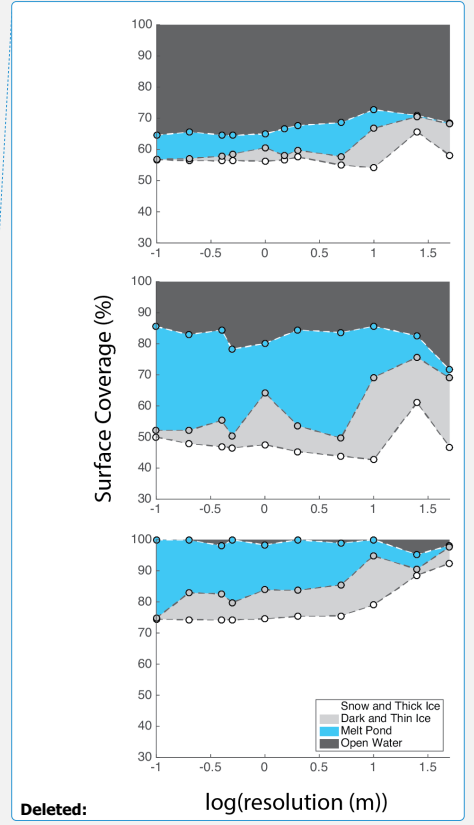 100
90
80
70
60
50
40
30
-1 -0.5 0 0.5 1 1.5
100
90
80
70
60
50
40
30
-1 -0.5 0 0.5 1 1.5
Surface Coverage (%)
100
90
80
70
60
50
40
30
-1 -0.5 0 0.5 1 1.5
Snow and Thick Ice
Dark and Thin Ice
Melt Pond
Open Water
log(resolution (m))
Deleted: